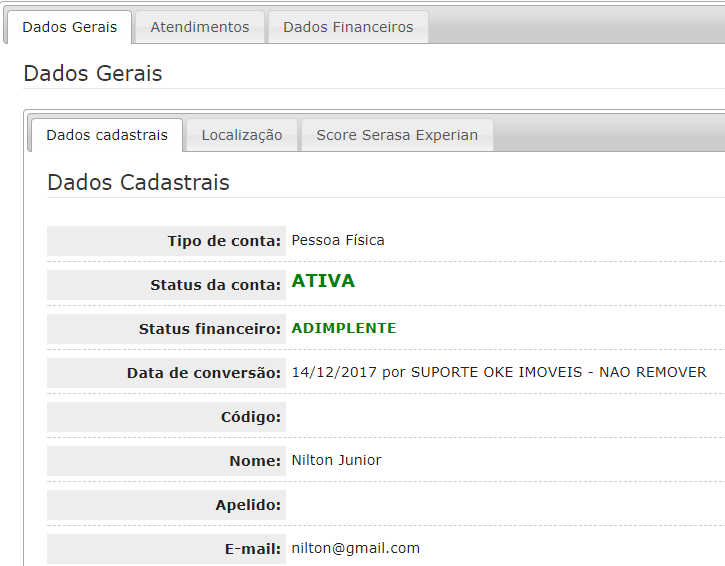 Dados Gerais Atendimentos Dados Financeiros
Dados Gerais
Dados cadastrais Localização Score Serasa Experian
Dados Cadastrais
Tipo de conta: Pessoa Física
Status da conta: ATIVA
Status financeiro: ADIMPLENTE
Data de conversão: 14/12/2017 por SUPORTE OKE IMOVEIS - NAO REMOVER
Código:
Nome: Nilton Junior
Apelido:
E-mail: nilton@gmail.com